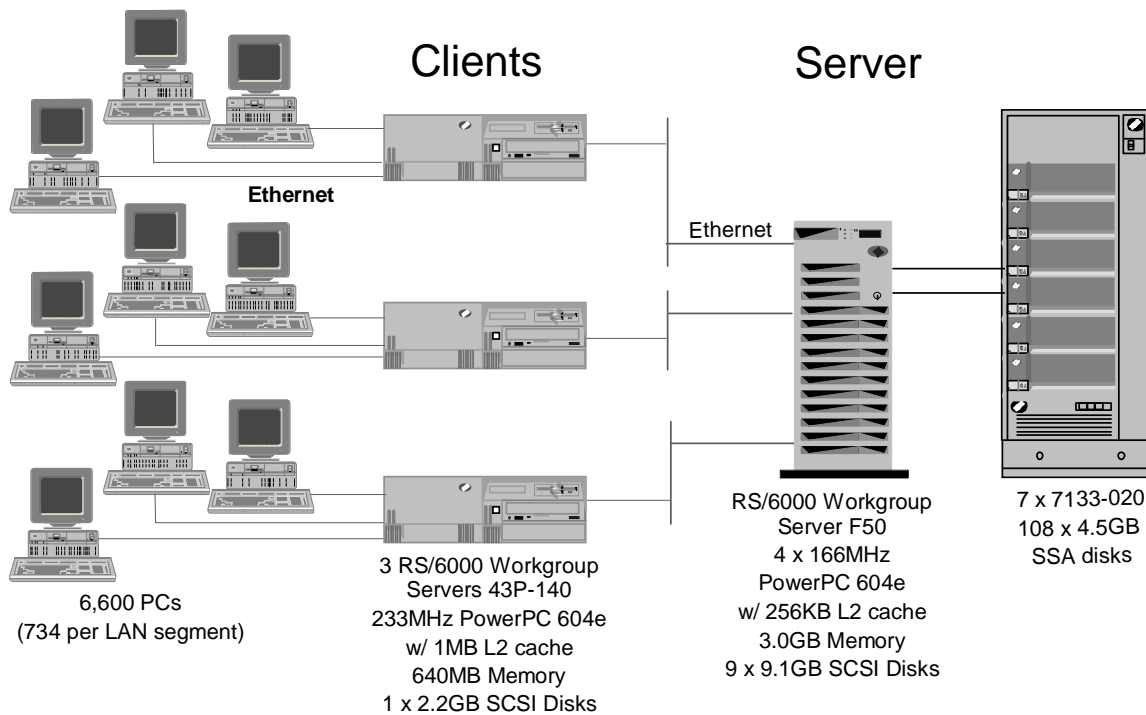 Clients
Server
Ethernet
Ethernet
6,600 PCs
(734 per LAN segment)
3 RS/6000 Workgroup
Servers 43P-140
233MHz PowerPC 604e
w/ 1MB L2 cache
640MB Memory
1 x 2.2GB SCSI Disks
RS/6000 Workgroup
Server F50
4 x 166MHz
PowerPC 604e
w/ 256KB L2 cache
3.0GB Memory
9 x 9.1GB SCSI Disks
7 x 7133-020
108 x 4.5GB
SSA disks